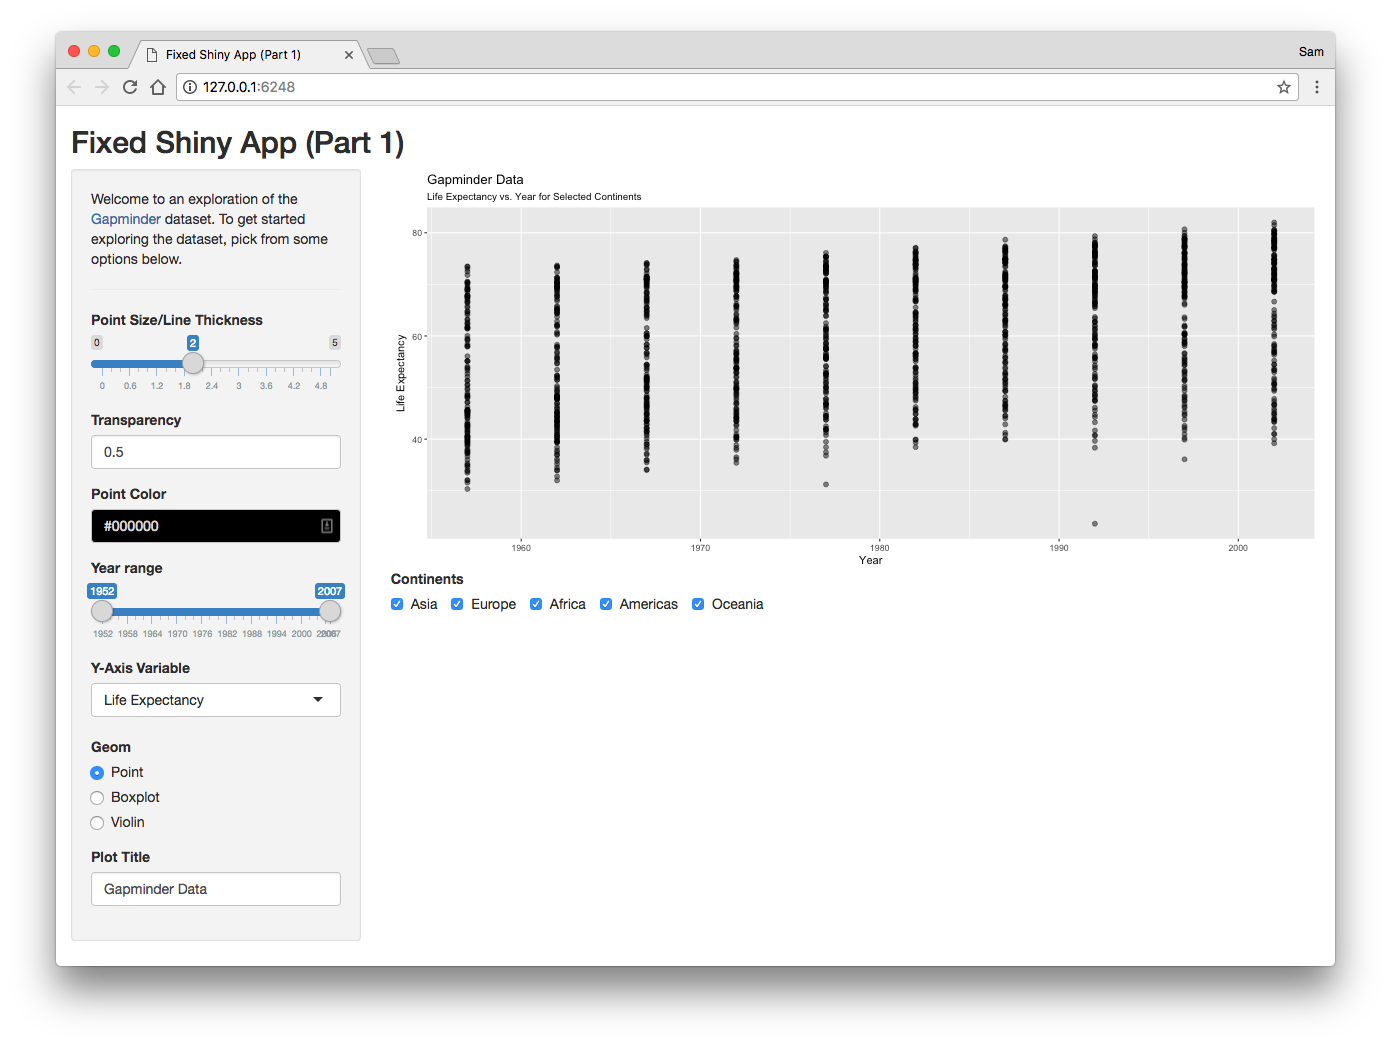 Fixed Shiny App (Part 1)
Sam
127.0.0.1:6248
Fixed Shiny App (Part 1)
Welcome to an exploration of the
Gapminder dataset. To get started
exploring the dataset, pick from some
options below.
Point Size/Line Thickness
0 2 5
0 0.6 1.2 1.8 2.4 3 3.6 4.2 4.8
Transparency
0.5
Point Color
#000000
Year range
1952 2007
1952 1958 1964 1970 1976 1982 1988 1994 2000 2007
Y-Axis Variable
Life Expectancy
Geom
Point
Boxplot
Violin
Plot Title
Gapminder Data
Gapminder Data
Life Expectancy vs. Year for Selected Continents
80
60
40
Life Expectancy
1960 1970 1980 1990 2000
Year
Continents
Asia Europe Africa Americas Oceania